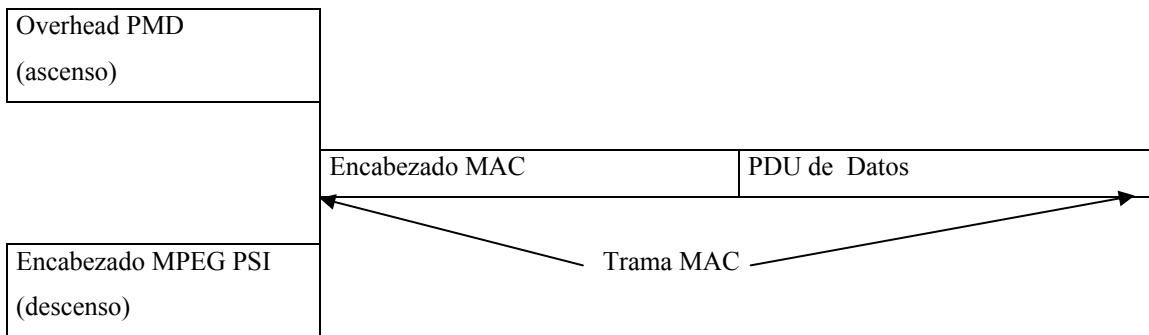 Overhead PMD
(ascenso)
Encabezado MAC
PDU de Datos
Encabezado MPEG PSI
(descenso)
Trama MAC